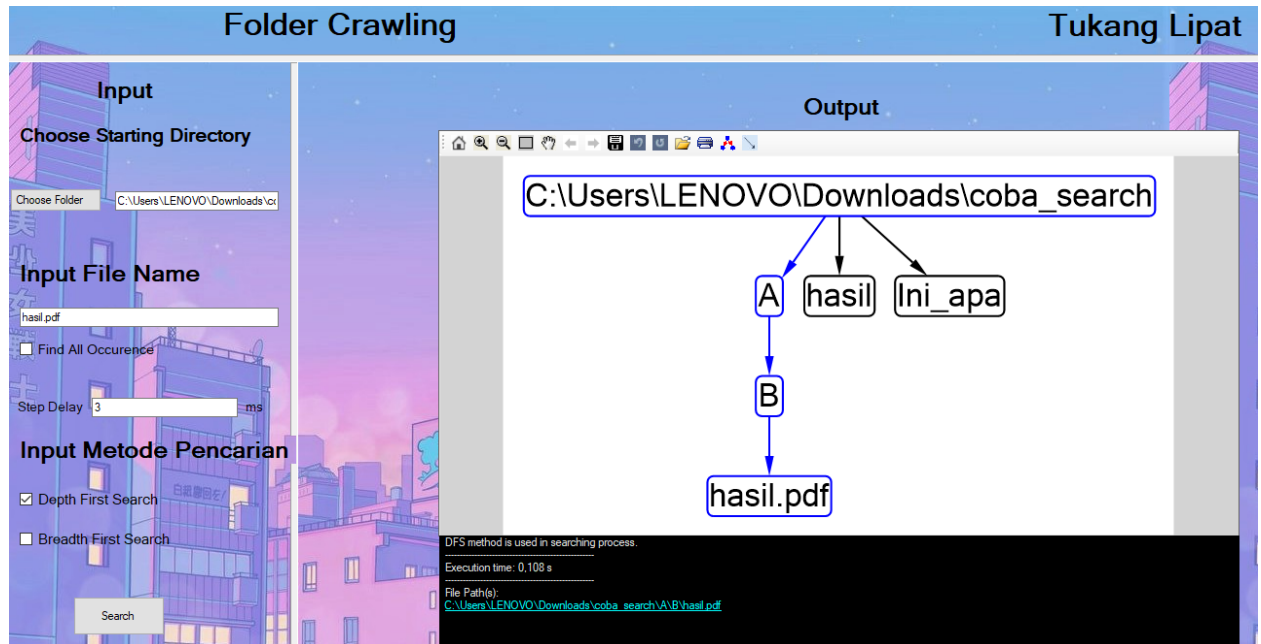 Folder Crawling
Tukang Lipat
Input
Choose Starting Directory
Choose Folder
C:\Users\LENOVO\Downloads\cc
Input File Name
hasil.pdf
Find All Occurence
Step Delay 3 ms
Input Metode Pencarian
Depth First Search
Breadth First Search
Search
Output
C:\Users\LENOVO\Downloads\coba_search
A hasil Ini_apa
B
hasil.pdf
DFS method is used in searching process.
Execution time: 0,108 s
File Path(s):
C:\Users\LENOVO\Downloads\coba_search\A\B\hasil.pdf